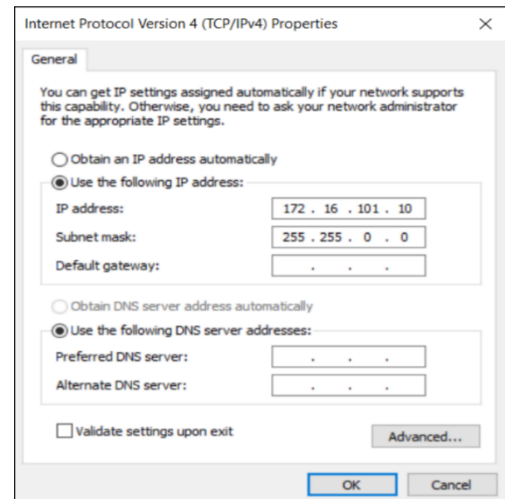 Internet Protocol Version 4 (TCP/IPv4) Properties
General
You can get IP settings assigned automatically if your network supports
this capability. Otherwise, you need to ask your network administrator
for the appropriate IP settings.
Obtain an IP address automatically
Use the following IP address:
IP address: 172 . 16 . 101 . 10
Subnet mask: 255 . 255 . 0 . 0
Default gateway: . . .
Obtain DNS server address automatically
Use the following DNS server addresses:
Preferred DNS server: . . .
Alternate DNS server: . . .
Validate settings upon exit
Advanced...
OK Cancel